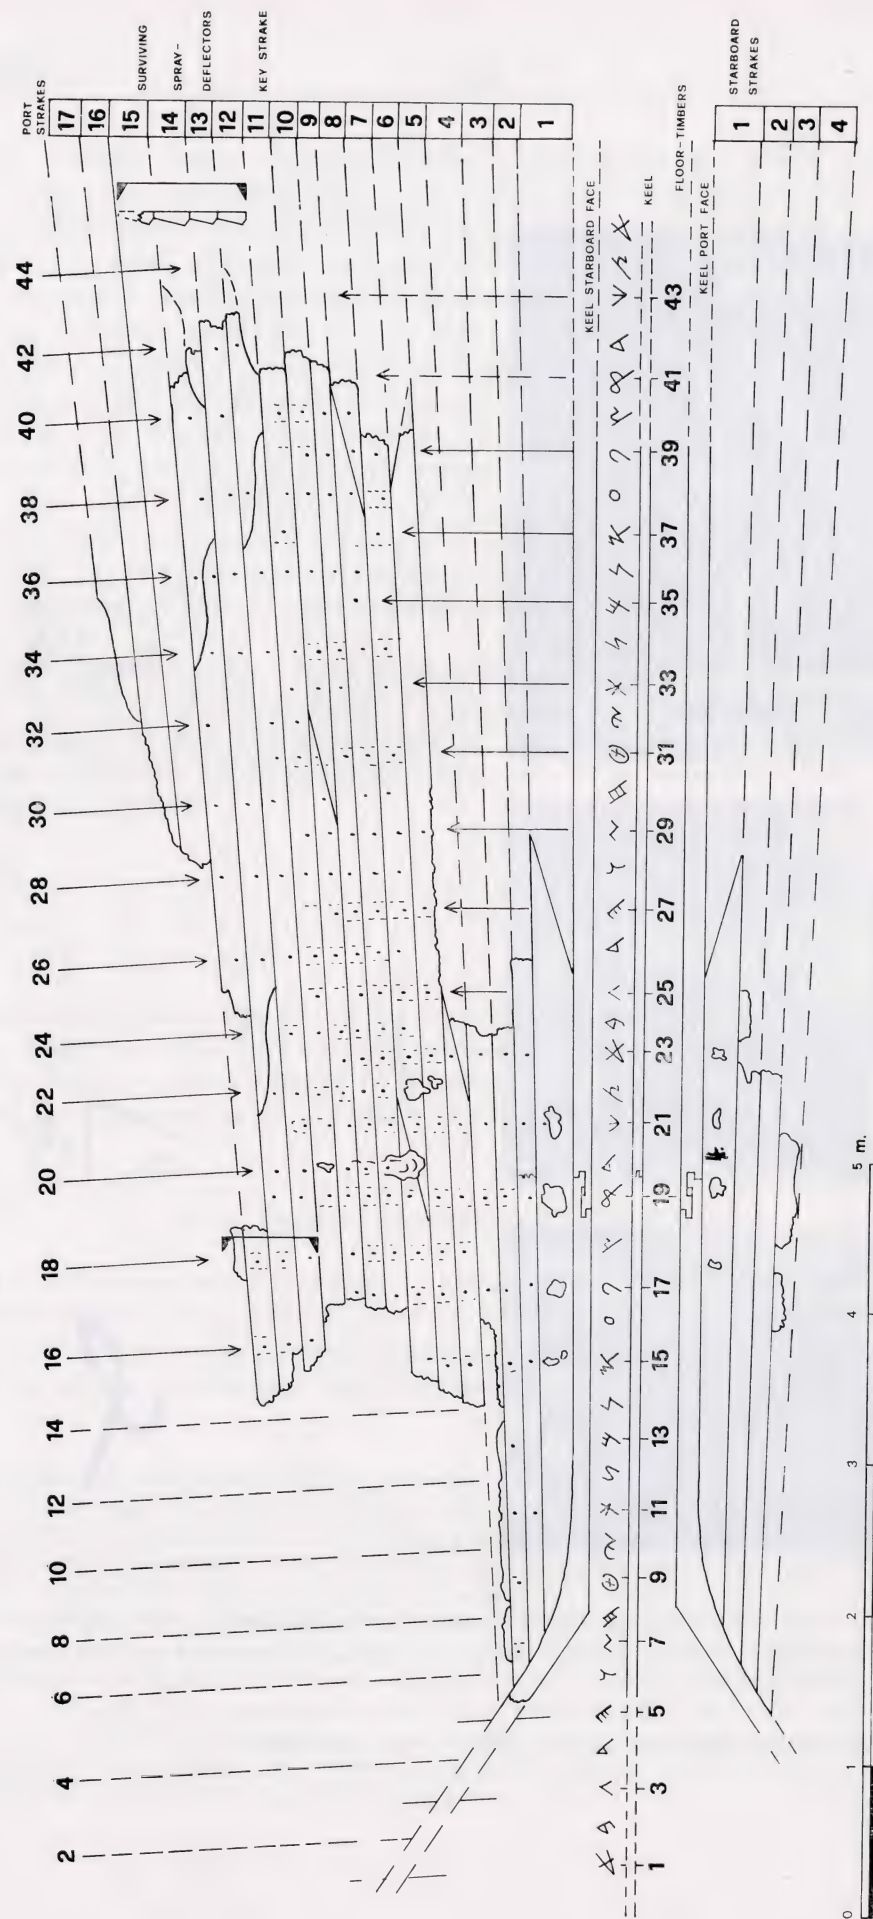 PORT
STRAKES
2 4 6 8 10 12 14 16 18 20 22 24 26 28 30 32 34 36 38 40 42 44
17
16
15
14
13
12
11
10
9
8
7
6
5
4
3
2
1
SURVIVING
SPRAY-
DEFLECTORS
KEY STRAKE
KEEL STARBOARD FACE
KEEL
1 3 5 7 9 11 13 15 17 19 21 23 25 27 29 31 33 35 37 39 41 43
FLOOR-TIMBERS
KEEL PORT FACE
STARBOARD
STRAKES
1
2
3
4
0 1 2 3 4 5 m.